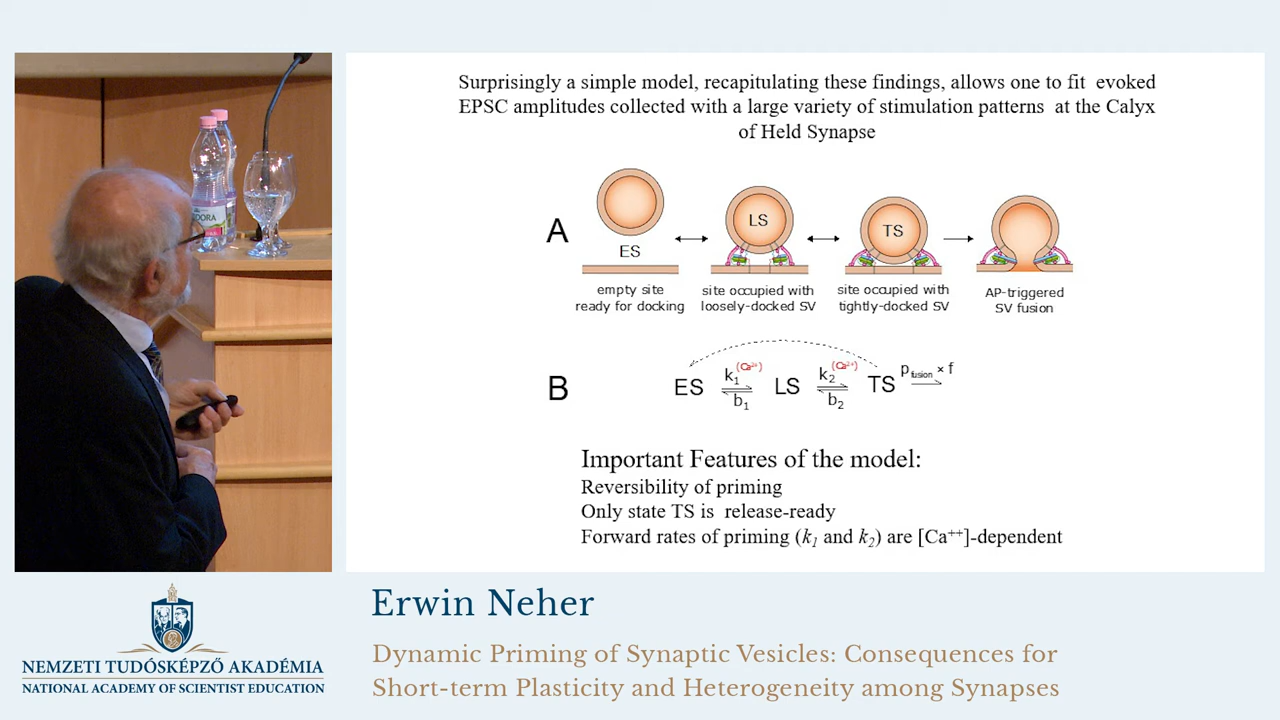 Surprisingly a simple model, recapitulating these findings, allows one to fit evoked
EPSC amplitudes collected with a large variety of stimulation patterns at the Calyx
of Held Synapse
A
ES
LS
TS
empty site
ready for docking
site occupied with
loosely-docked SV
site occupied with
tightly-docked SV
AP-triggered
SV fusion
B
ES k1 (Ca2+) b1 LS k2 (Ca2+) b2 TS pfusion × f
Important Features of the model:
Reversibility of priming
Only state TS is release-ready
Forward rates of priming (k1 and k2) are [Ca++]-dependent
Erwin Neher
Dynamic Priming of Synaptic Vesicles: Consequences for
Short-term Plasticity and Heterogeneity among Synapses
NEMZETI TUDÓSKÉPZŐ AKADÉMIA
NATIONAL ACADEMY OF SCIENTIST EDUCATION